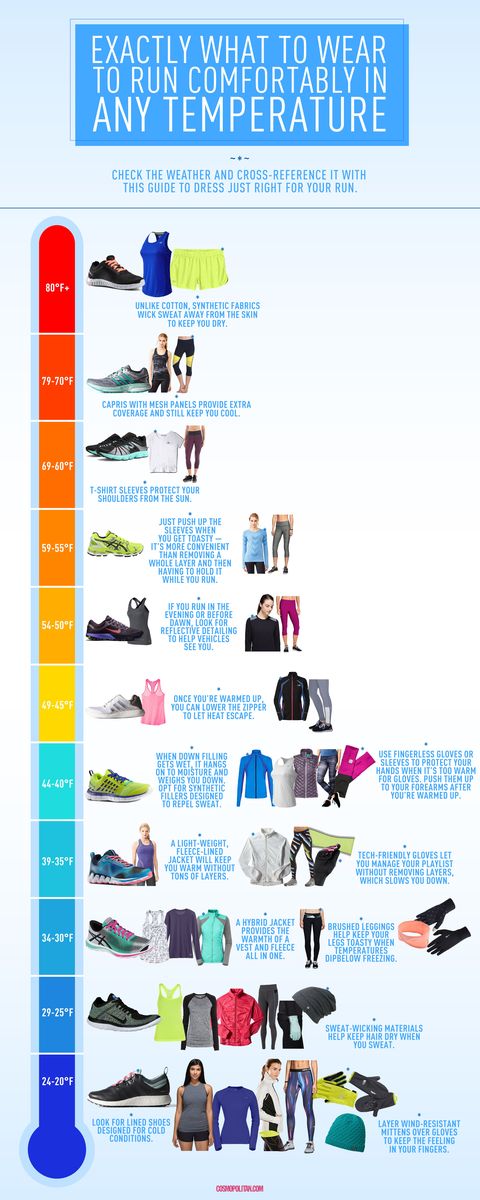 EXACTLY WHAT TO WEAR
TO RUN COMFORTABLY IN
ANY TEMPERATURE
CHECK THE WEATHER AND CROSS-REFERENCE IT WITH
THIS GUIDE TO DRESS JUST RIGHT FOR YOUR RUN.
80°F+
UNLIKE COTTON, SYNTHETIC FABRICS
WICK SWEAT AWAY FROM THE SKIN
TO KEEP YOU DRY.
79-70°F
CAPRIS WITH MESH PANELS PROVIDE EXTRA
COVERAGE AND STILL KEEP YOU COOL.
69-60°F
T-SHIRT SLEEVES PROTECT YOUR
SHOULDERS FROM THE SUN.
59-55°F
JUST PUSH UP THE
SLEEVES WHEN
YOU GET TOASTY —
IT'S MORE CONVENIENT
THAN REMOVING A
WHOLE LAYER AND THEN
HAVING TO HOLD IT
WHILE YOU RUN.
54-50°F
IF YOU RUN IN THE
EVENING OR BEFORE
DAWN, LOOK FOR
REFLECTIVE DETAILING
TO HELP VEHICLES
SEE YOU.
49-45°F
ONCE YOU'RE WARMED UP,
YOU CAN LOWER THE ZIPPER
TO LET HEAT ESCAPE.
44-40°F
WHEN DOWN FILLING
GETS WET, IT HANGS
ON TO MOISTURE AND
WEIGHS YOU DOWN.
OPT FOR SYNTHETIC
FILLERS DESIGNED
TO REPEL SWEAT.
USE FINGERLESS GLOVES OR
SLEEVES TO PROTECT YOUR
HANDS WHEN IT'S TOO WARM
FOR GLOVES. PUSH THEM UP
TO YOUR FOREARMS AFTER
YOU'RE WARMED UP.
39-35°F
A LIGHT-WEIGHT,
FLEECE-LINED
JACKET WILL KEEP
YOU WARM WITHOUT
TONS OF LAYERS.
TECH-FRIENDLY GLOVES LET
YOU MANAGE YOUR PLAYLIST
WITHOUT REMOVING LAYERS,
WHICH SLOWS YOU DOWN.
34-30°F
A HYBRID JACKET
PROVIDES THE
WARMTH OF A
VEST AND FLEECE
ALL IN ONE.
BRUSHED LEGGINGS
HELP KEEP YOUR
LEGS TOASTY WHEN
TEMPERATURES
DIPBELOW FREEZING.
29-25°F
SWEAT-WICKING MATERIALS
HELP KEEP HAIR DRY WHEN
YOU SWEAT.
24-20°F
LOOK FOR LINED SHOES
DESIGNED FOR COLD
CONDITIONS.
LAYER WIND-RESISTANT
MITTENS OVER GLOVES
TO KEEP THE FEELING
IN YOUR FINGERS.
COSMOPOLITAN.COM